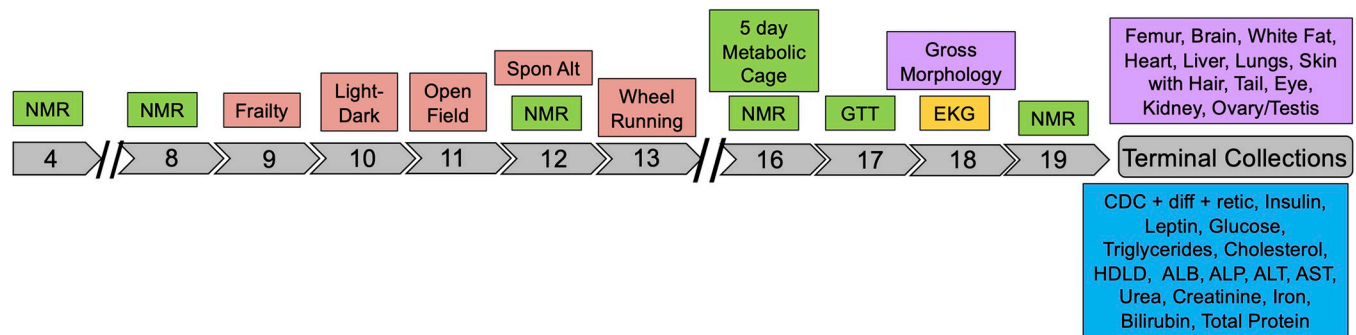 5 day
Metabolic
Cage
Gross
Morphology
Femur, Brain, White Fat,
Heart, Liver, Lungs, Skin
with Hair, Tail, Eye,
Kidney, Ovary/Testis
Spon Alt
Light-
Dark
Open
Field
Wheel
Running
NMR
NMR
Frailty
NMR
NMR
GTT
EKG
NMR
4
8
9
10
11
12
13
16
17
18
19
Terminal Collections
CDC + diff + retic, Insulin,
Leptin, Glucose,
Triglycerides, Cholesterol,
HDLD, ALB, ALP, ALT, AST,
Urea, Creatinine, Iron,
Bilirubin, Total Protein